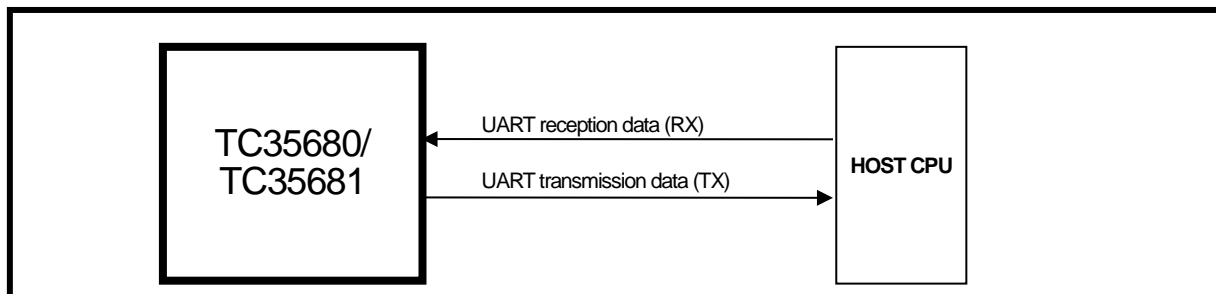 UART reception data (RX)
TC35680/
TC35681
HOST CPU
UART transmission data (TX)